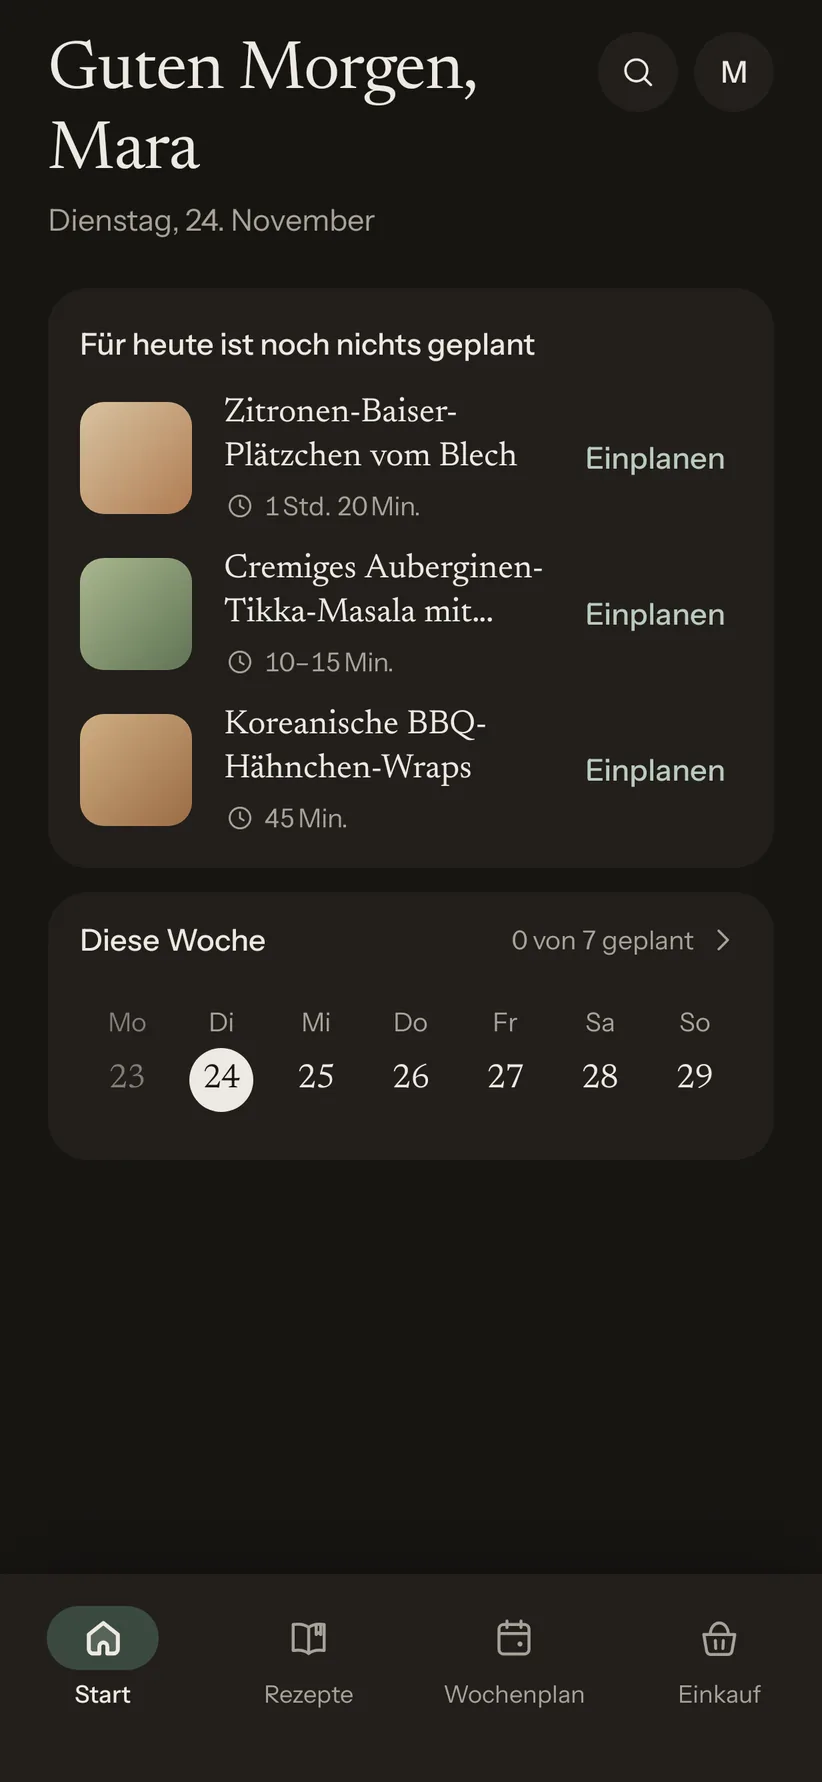 Guten Morgen,
Mara
M
Dienstag, 24. November
Für heute ist noch nichts geplant
Zitronen-Baiser-
Plätzchen vom Blech
1 Std. 20 Min.
Einplanen
Cremiges Auberginen-
Tikka-Masala mit...
10–15 Min.
Einplanen
Koreanische BBQ-
Hähnchen-Wraps
45 Min.
Einplanen
Diese Woche
0 von 7 geplant
Mo Di Mi Do Fr Sa So
23 24 25 26 27 28 29
Start Rezepte Wochenplan Einkauf